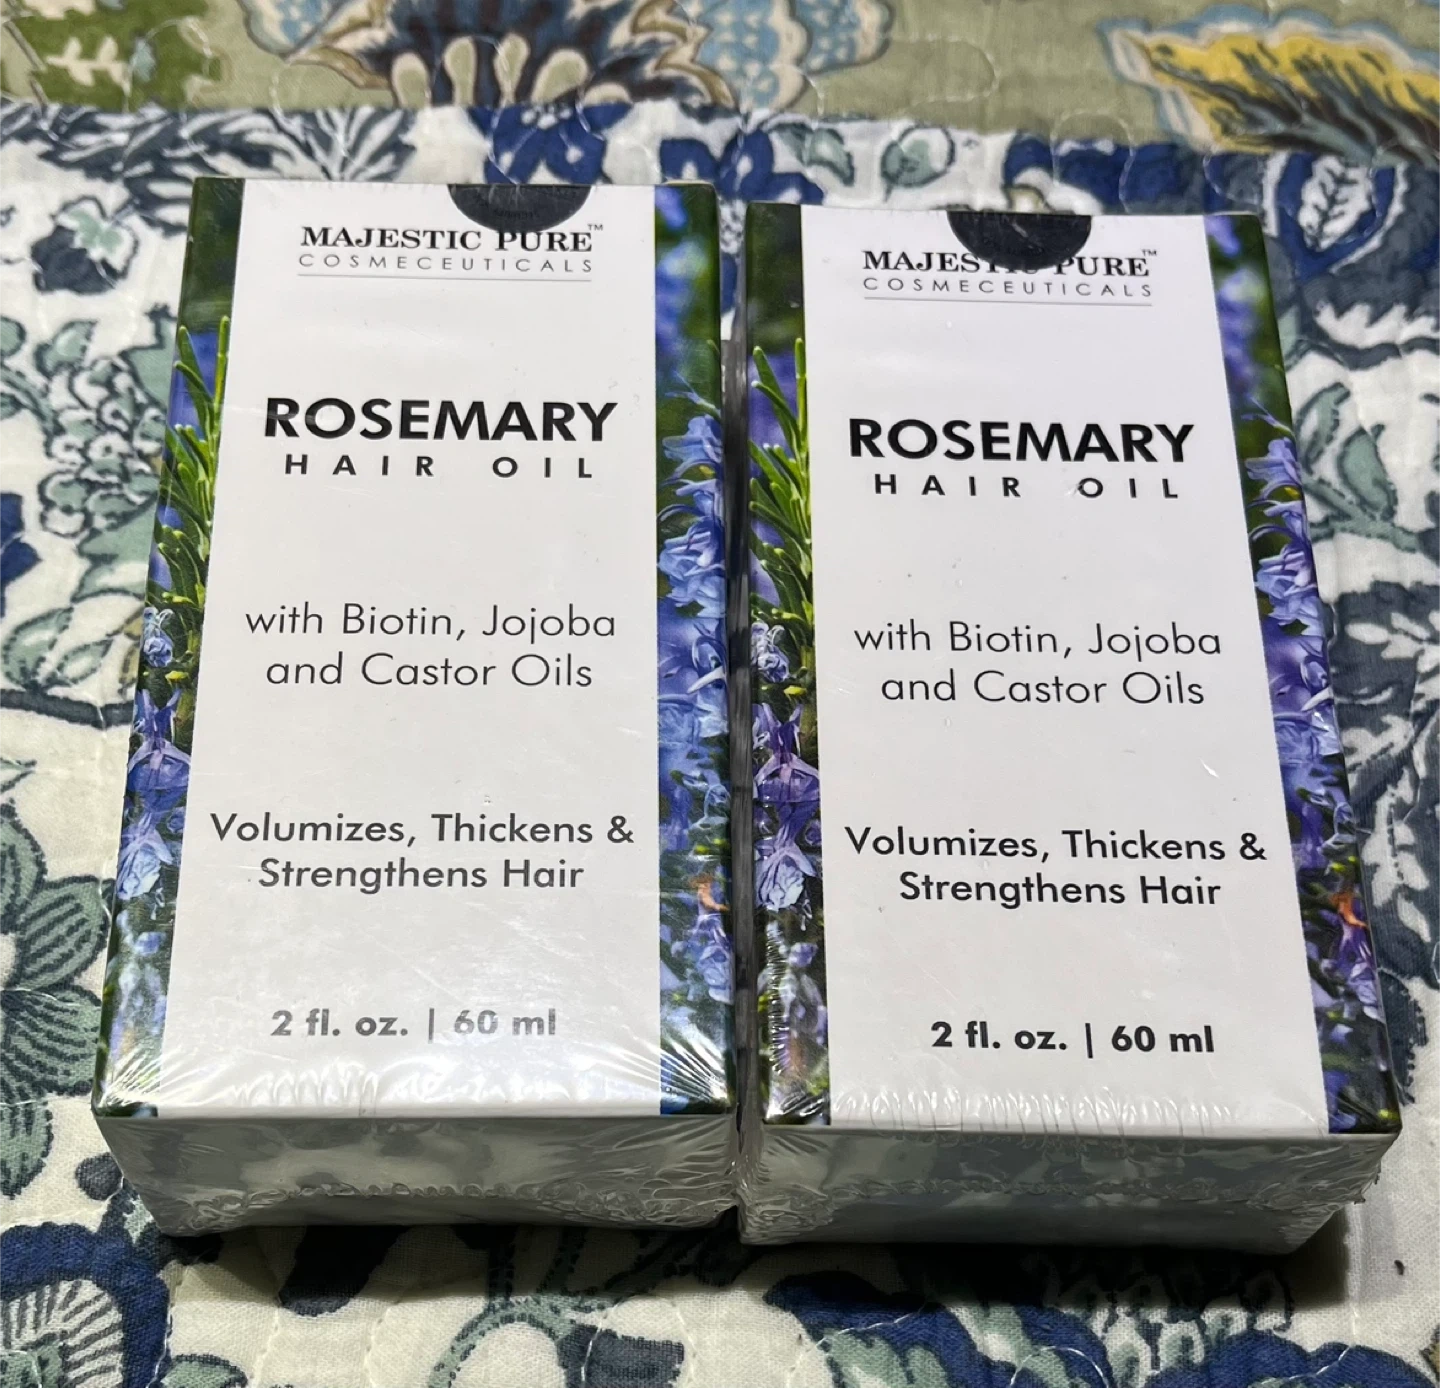 MAJESTIC PURE™
COSMECEUTICALS
ROSEMARY
HAIR OIL
with Biotin, Jojoba
and Castor Oils
Volumizes, Thickens &
Strengthens Hair
2 fl. oz. | 60 ml
MAJESTIC PURE™
COSMECEUTICALS
ROSEMARY
HAIR OIL
with Biotin, Jojoba
and Castor Oils
Volumizes, Thickens &
Strengthens Hair
2 fl. oz. | 60 ml